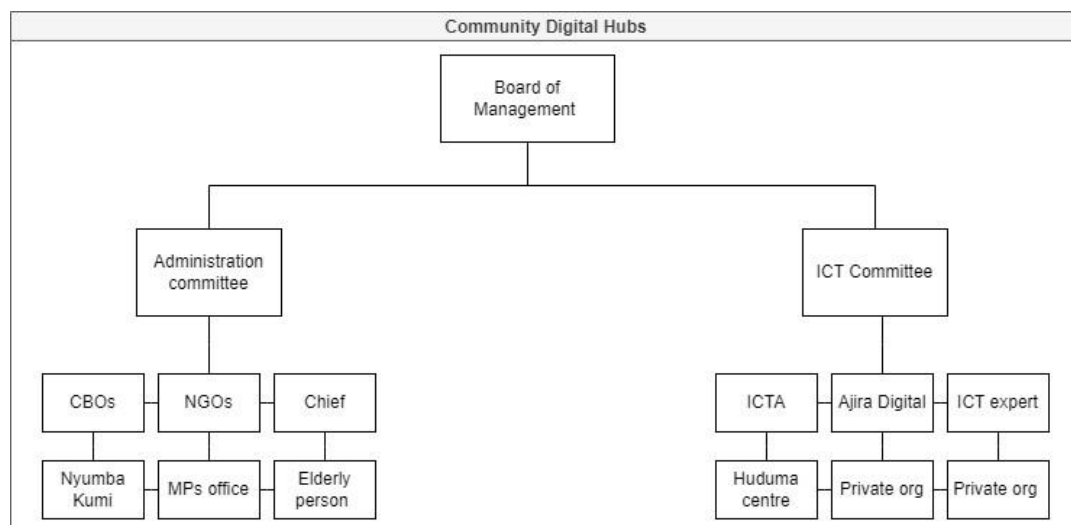 Community Digital Hubs
Board of
Management
Administration
committee
ICT Committee
CBOs
NGOs
Chief
ICTA
Ajira Digital
ICT expert
Nyumba
Kumi
MPs office
Elderly
person
Huduma
centre
Private org
Private org